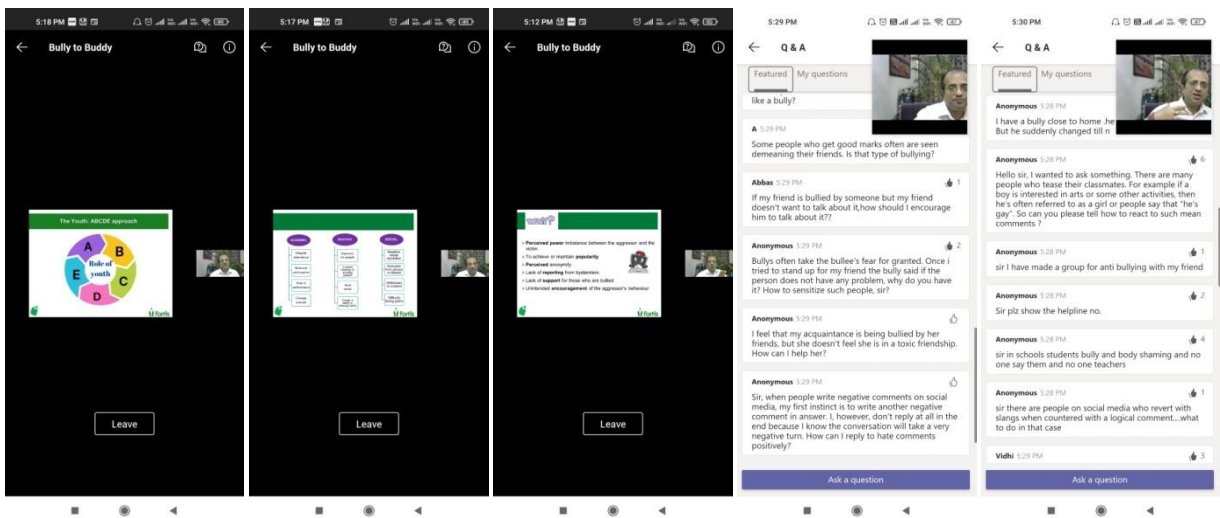 5:18 PM
Bully to Buddy
The Youth: ABCDE approach
A
B
C
D
E
Role of
youth
Fortis
Leave
5:17 PM
Bully to Buddy
Fortis
Leave
5:12 PM
Bully to Buddy
➢ Perceived power imbalance between the aggressor and the
victim
➢ To achieve or maintain popularity
➢ Perceived anonymity
➢ Lack of reporting from bystanders
➢ Lack of support for those who are bullied
➢ Unintended encouragement of the aggressor's behaviour
Fortis
Leave
5:29 PM
Q & A
Featured My questions
like a bully?
A 5:29 PM
Some people who get good marks often are seen
demeaning their friends. Is that type of bullying?
Abbas 5:29 PM 1
If my friend is bullied by someone but my friend
doesn't want to talk about it,how should I encourage
him to talk about it??
Anonymous 5:29 PM 2
Bullys often take the bullee's fear for granted. Once i
tried to stand up for my friend the bully said if the
person does not have any problem, why do you have
it? How to sensitize such people, sir?
Anonymous 5:29 PM
I feel that my acquaintance is being bullied by her
friends, but she doesn't feel she is in a toxic friendship.
How can I help her?
Anonymous 5:29 PM
Sir, when people write negative comments on social
media, my first instinct is to write another negative
comment in answer. I, however, don't reply at all in the
end because I know the conversation will take a very
negative turn. How can I reply to hate comments
positively?
Ask a question
5:30 PM
Q & A
Featured My questions
Anonymous 5:28 PM
I have a bully close to home .he
But he suddenly changed till n
Anonymous 5:28 PM 6
Hello sir, I wanted to ask something. There are many
people who tease their classmates. For example if a
boy is interested in arts or some other activities, then
he's often referred to as a girl or people say that "he's
gay". So can you please tell how to react to such mean
comments ?
Anonymous 5:28 PM 1
sir I have made a group for anti bullying with my friend
Anonymous 5:28 PM 2
Sir plz show the helpline no.
Anonymous 5:28 PM 4
sir in schools students bully and body shaming and no
one say them and no one teachers
Anonymous 5:28 PM 1
sir there are people on social media who revert with
slangs when countered with a logical comment...what
to do in that case
Vidhi 5:29 PM 3
Ask a question